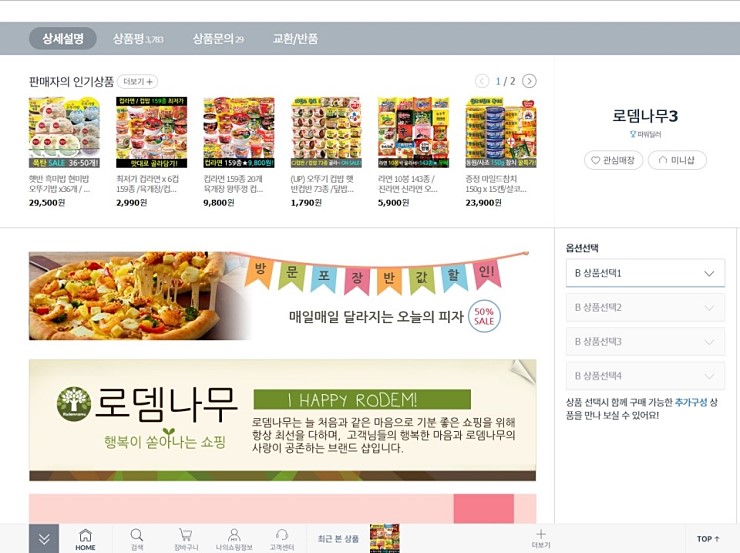 상세설명 상품평 3,783 상품문의 29 교환/반품
판매자의 인기상품 더보기 +
1 / 2
폭탄 SALE 36-50개!
컵라면 / 컵밥 159종 최저가
맛대로 골라담기!
컵라면 159종★9,800원!
햇반 흑미밥 현미밥
오뚜기밥 x36개 / ...
29,500원
최저가 컵라면 x 6컵
159종 /육개장/컵...
2,990원
컵라면 159종 20개
육개장 왕뚜껑 컵...
9,800원
(UP) 오뚜기 컵밥 햇
반컵반 73종 /덮밥...
1,790원
라면 10봉 143종 /
진라면 신라면 오...
5,900원
증정 마일드참치
150g x 15캔/살코...
23,900원
로뎀나무3
파워딜러
관심매장 미니샵
방문포장반값할인!
매일매일 달라지는 오늘의 피자
50%
SALE
옵션선택
B 상품선택1
B 상품선택2
B 상품선택3
B 상품선택4
상품 선택시 함께 구매 가능한 추가구성 상
품을 만나 보실 수 있어요!
로뎀나무
행복이 쏟아나는 쇼핑
I HAPPY RODEM!
로뎀나무는 늘 처음과 같은 마음으로 기분 좋은 쇼핑을 위해
항상 최선을 다하며, 고객님들의 행복한 마음과 로뎀나무의
사랑이 공존하는 브랜드 샵입니다.
HOME 검색 장바구니 나의쇼핑정보 고객센터 최근 본 상품 더보기 TOP